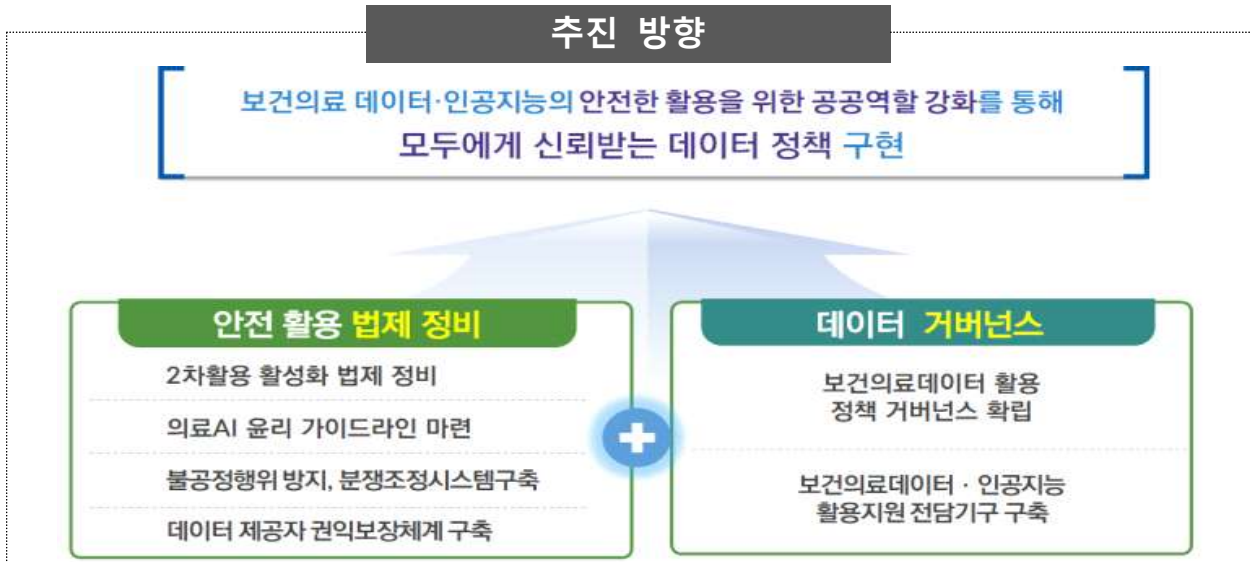 추진 방향
보건의료 데이터·인공지능의 안전한 활용을 위한 공공역할 강화를 통해
모두에게 신뢰받는 데이터 정책 구현
안전 활용 법제 정비
2차활용 활성화 법제 정비
의료AI 윤리 가이드라인 마련
불공정행위 방지, 분쟁조정시스템구축
데이터 제공자 권익보장체계 구축
데이터 거버넌스
보건의료데이터 활용
정책 거버넌스 확립
보건의료데이터 · 인공지능
활용지원 전담기구 구축